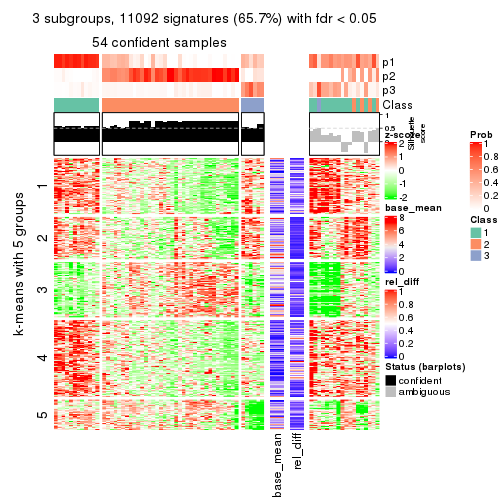 3 subgroups, 11092 signatures (65.7%) with fdr < 0.05
54 confident samples
p1
p2
p3
Class
1
0.5
0
Silhouette
score
k-means with 5 groups
1
2
3
4
5
base_mean
rel_diff
z-score
2
1
0
-1
-2
base_mean
8
6
4
2
0
rel_diff
1
0.8
0.6
0.4
0.2
0
Status (barplots)
confident
ambiguous
Prob
1
0.8
0.6
0.4
0.2
0
Class
1
2
3